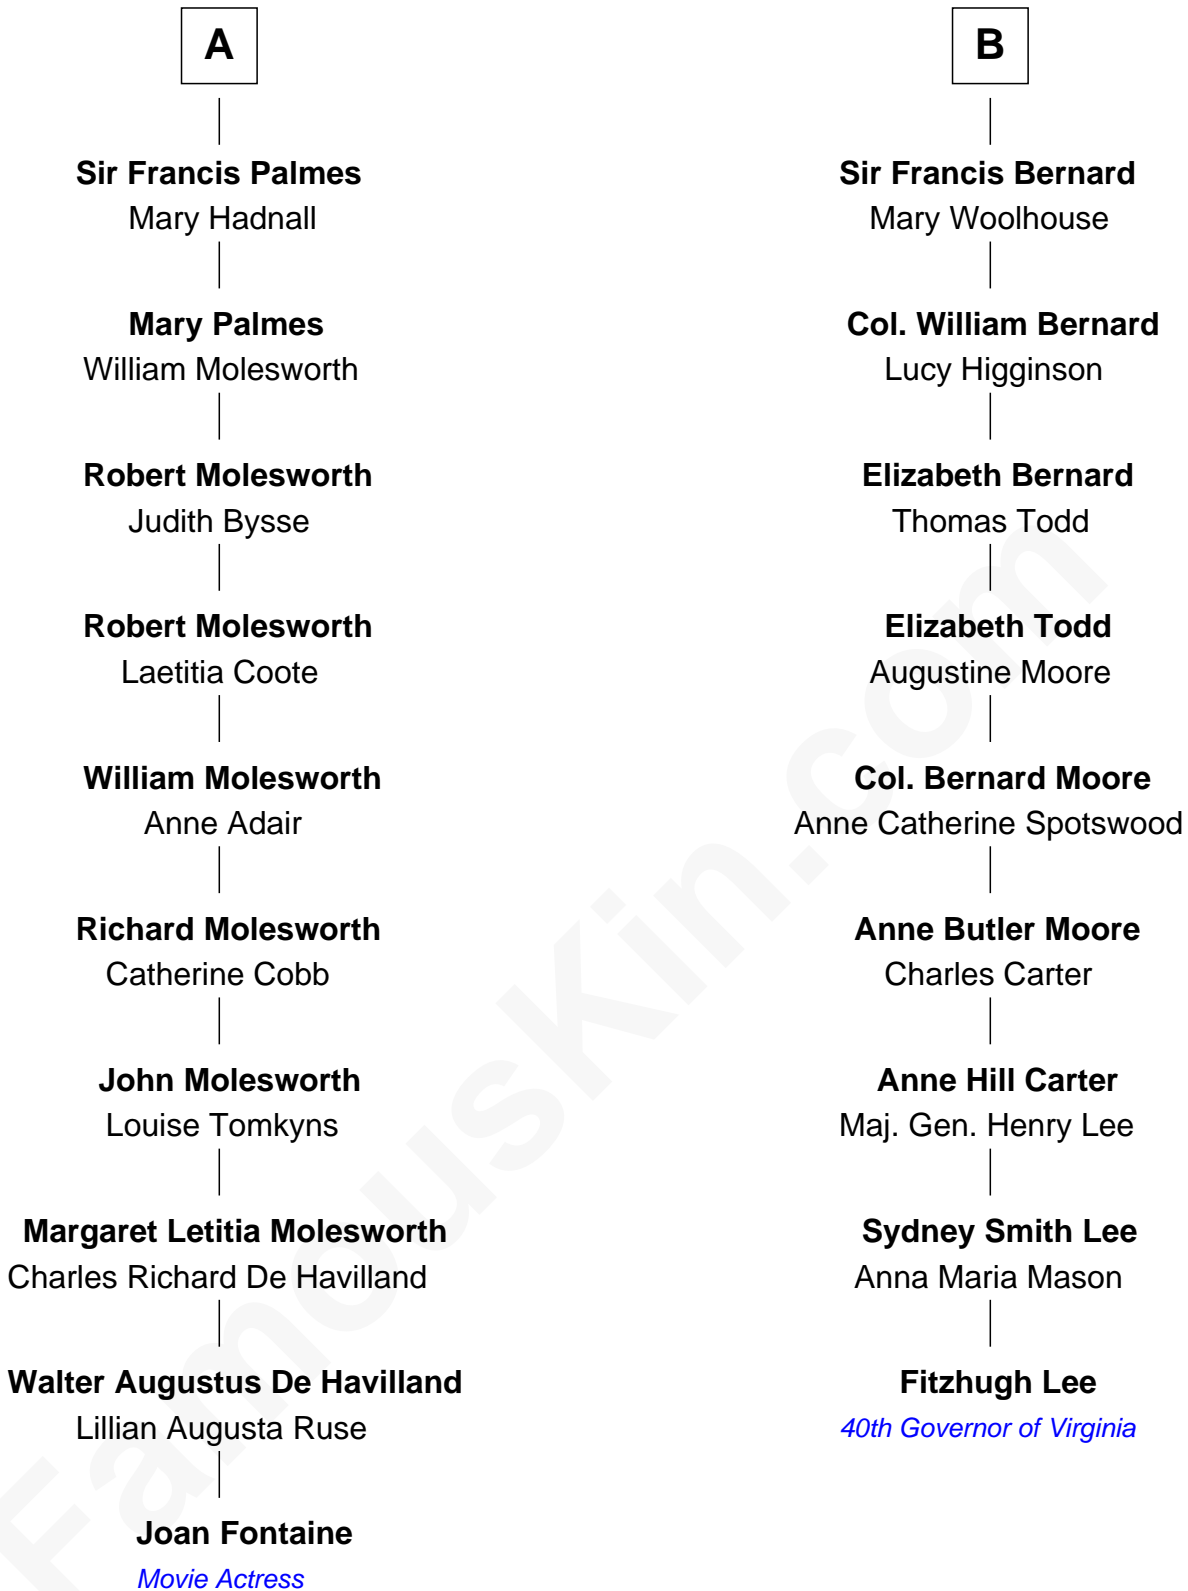 A
Sir Francis Palmes
Mary Hadnall
Mary Palmes
William Molesworth
Robert Molesworth
Judith Bysse
Robert Molesworth
Laetitia Coote
William Molesworth
Anne Adair
Richard Molesworth
Catherine Cobb
John Molesworth
Louise Tomkyns
Margaret Letitia Molesworth
Charles Richard De Havilland
Walter Augustus De Havilland
Lillian Augusta Ruse
Joan Fontaine
Movie Actress
B
Sir Francis Bernard
Mary Woolhouse
Col. William Bernard
Lucy Higginson
Elizabeth Bernard
Thomas Todd
Elizabeth Todd
Augustine Moore
Col. Bernard Moore
Anne Catherine Spotswood
Anne Butler Moore
Charles Carter
Anne Hill Carter
Maj. Gen. Henry Lee
Sydney Smith Lee
Anna Maria Mason
Fitzhugh Lee
40th Governor of Virginia
FamousKin.com